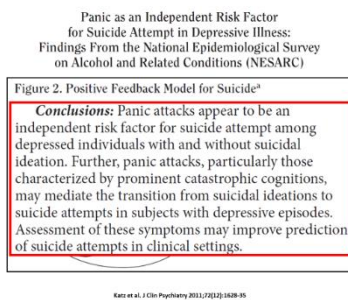 Panic as an Independent Risk Factor
for Suicide Attempt in Depressive Illness:
Findings From the National Epidemiological Survey
on Alcohol and Related Conditions (NESARC)
Figure 2. Positive Feedback Model for Suicideª
Conclusions: Panic attacks appear to be an
independent risk factor for suicide attempt among
depressed individuals with and without suicidal
ideation. Further, panic attacks, particularly those
characterized by prominent catastrophic cognitions,
may mediate the transition from suicidal ideations to
suicide attempts in subjects with depressive episodes.
Assessment of these symptoms may improve prediction
of suicide attempts in clinical settings.
Katz et al. J Clin Psychiatry 2011;72(12):1628-35